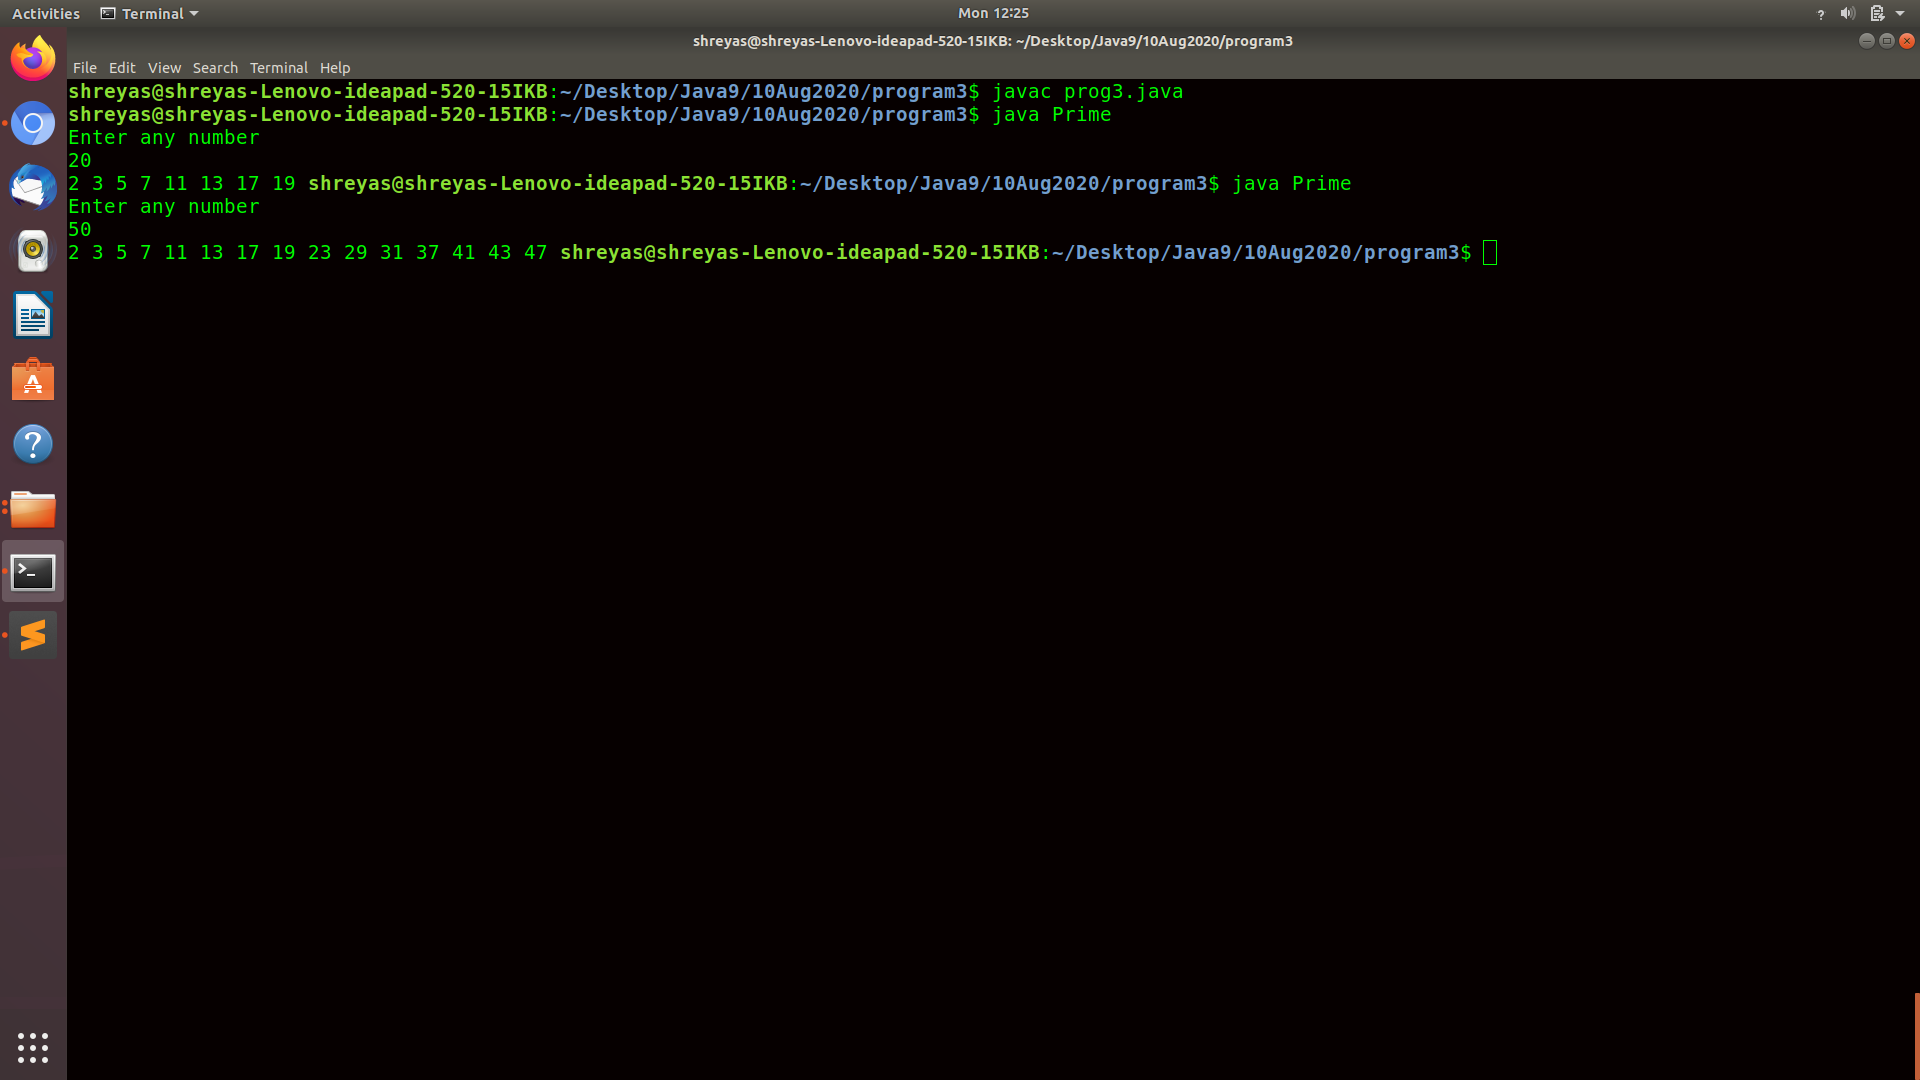 Activities Terminal Mon 12:25 ?
shreyas@shreyas-Lenovo-ideapad-520-15IKB: ~/Desktop/Java9/10Aug2020/program3
File Edit View Search Terminal Help
shreyas@shreyas-Lenovo-ideapad-520-15IKB:~/Desktop/Java9/10Aug2020/program3$ javac prog3.java
shreyas@shreyas-Lenovo-ideapad-520-15IKB:~/Desktop/Java9/10Aug2020/program3$ java Prime
Enter any number
20
2 3 5 7 11 13 17 19 shreyas@shreyas-Lenovo-ideapad-520-15IKB:~/Desktop/Java9/10Aug2020/program3$ java Prime
Enter any number
50
2 3 5 7 11 13 17 19 23 29 31 37 41 43 47 shreyas@shreyas-Lenovo-ideapad-520-15IKB:~/Desktop/Java9/10Aug2020/program3$